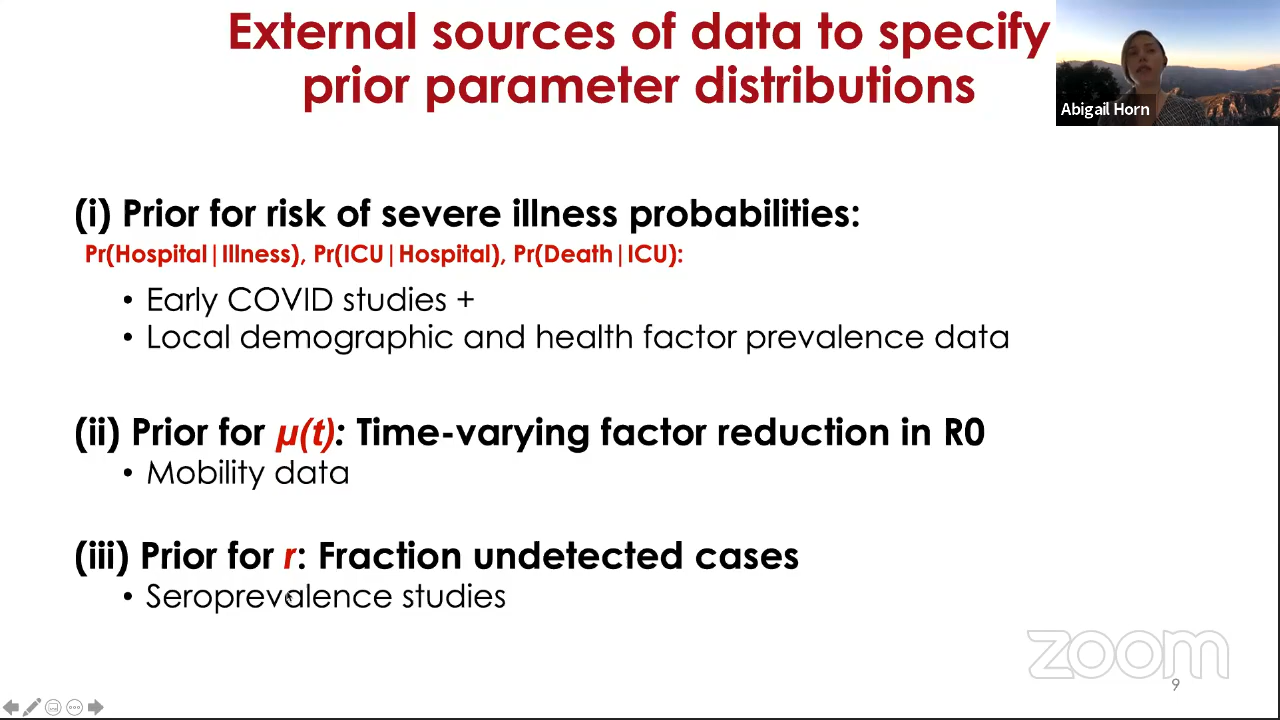 External sources of data to specify
prior parameter distributions
Abigail Horn
(i) Prior for risk of severe illness probabilities:
Pr(Hospital|Illness), Pr(ICU|Hospital), Pr(Death|ICU):
• Early COVID studies +
• Local demographic and health factor prevalence data
(ii) Prior for μ(t): Time-varying factor reduction in R0
• Mobility data
(iii) Prior for r: Fraction undetected cases
• Seroprevalence studies
zoom
9